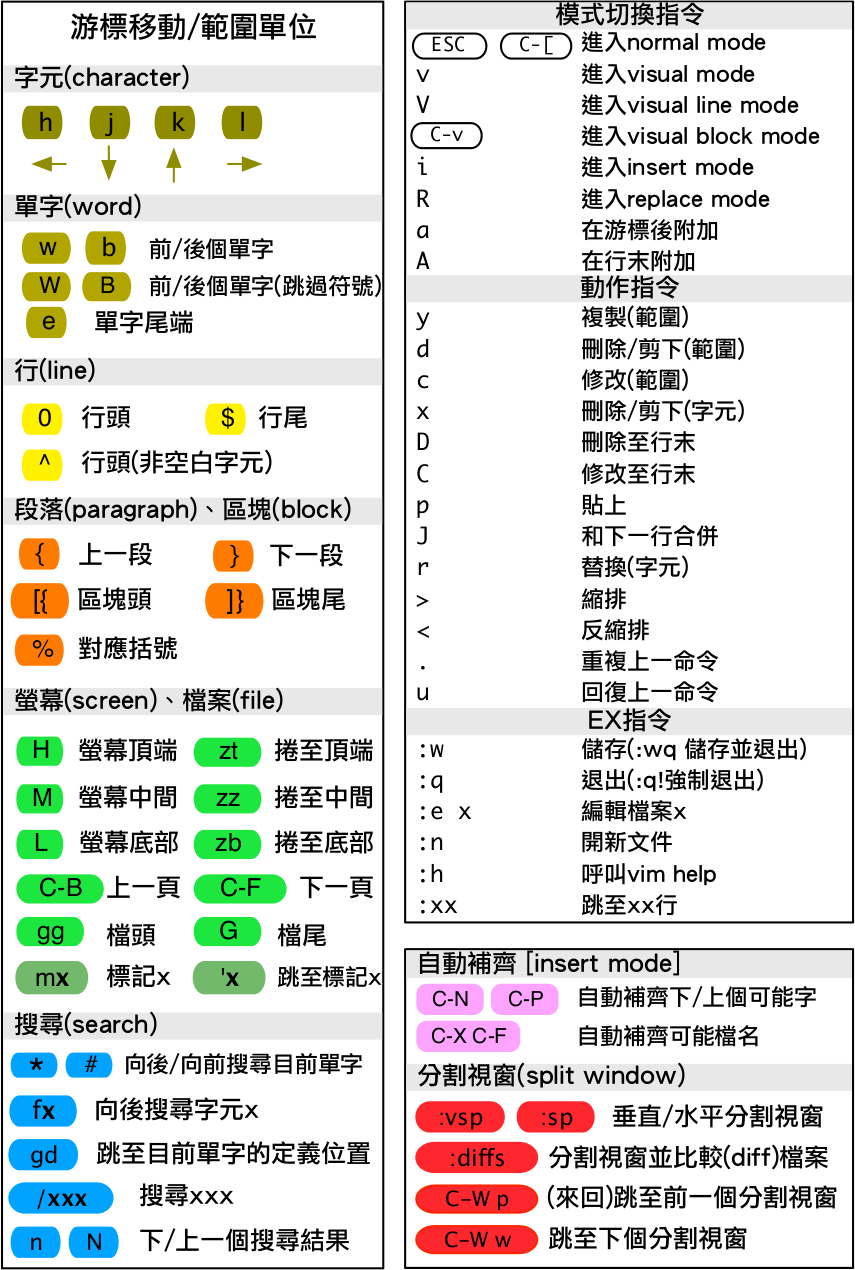 游標移動/範圍單位
字元(character)
h j k l
單字(word)
w b 前/後個單字
W B 前/後個單字(跳過符號)
e 單字尾端
行(line)
0 行頭 $ 行尾
^ 行頭(非空白字元)
段落(paragraph)、區塊(block)
{ 上一段 } 下一段
[{ 區塊頭 ]} 區塊尾
% 對應括號
螢幕(screen)、檔案(file)
H 螢幕頂端 zt 捲至頂端
M 螢幕中間 zz 捲至中間
L 螢幕底部 zb 捲至底部
C-B 上一頁 C-F 下一頁
gg 檔頭 G 檔尾
mx 標記x 'x 跳至標記x
搜尋(search)
* # 向後/向前搜尋目前單字
fx 向後搜尋字元x
gd 跳至目前單字的定義位置
/xxx 搜尋xxx
n N 下/上一個搜尋結果
模式切換指令
ESC C-[ 進入normal mode
v 進入visual mode
V 進入visual line mode
C-v 進入visual block mode
i 進入insert mode
R 進入replace mode
a 在游標後附加
A 在行末附加
動作指令
y 複製(範圍)
d 刪除/剪下(範圍)
c 修改(範圍)
x 刪除/剪下(字元)
D 刪除至行末
C 修改至行末
p 貼上
J 和下一行合併
r 替換(字元)
> 縮排
< 反縮排
. 重複上一命令
u 回復上一命令
EX指令
:w 儲存(:wq 儲存並退出)
:q 退出(:q!強制退出)
:e x 編輯檔案x
:n 開新文件
:h 呼叫vim help
:xx 跳至xx行
自動補齊 [insert mode]
C-N C-P 自動補齊下/上個可能字
C-X C-F 自動補齊可能檔名
分割視窗(split window)
:vsp :sp 垂直/水平分割視窗
:diffs 分割視窗並比較(diff)檔案
C-W p (來回)跳至前一個分割視窗
C-W w 跳至下個分割視窗